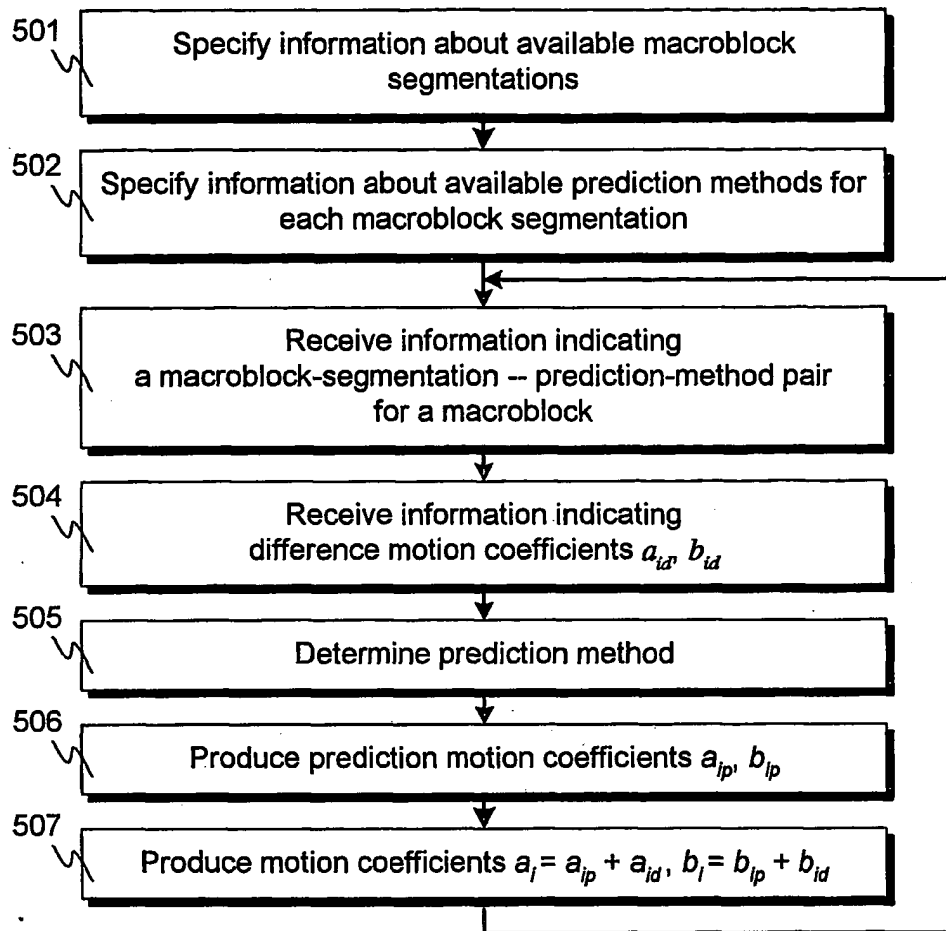 501
Specify information about available macroblock
segmentations
502
Specify information about available prediction methods for
each macroblock segmentation
503
Receive information indicating
a macroblock-segmentation -- prediction-method pair
for a macroblock
504
Receive information indicating
difference motion coefficients a_id, b_id
505
Determine prediction method
506
Produce prediction motion coefficients a_ip, b_ip
507
Produce motion coefficients a_i = a_ip + a_id, b_i = b_ip + b_id